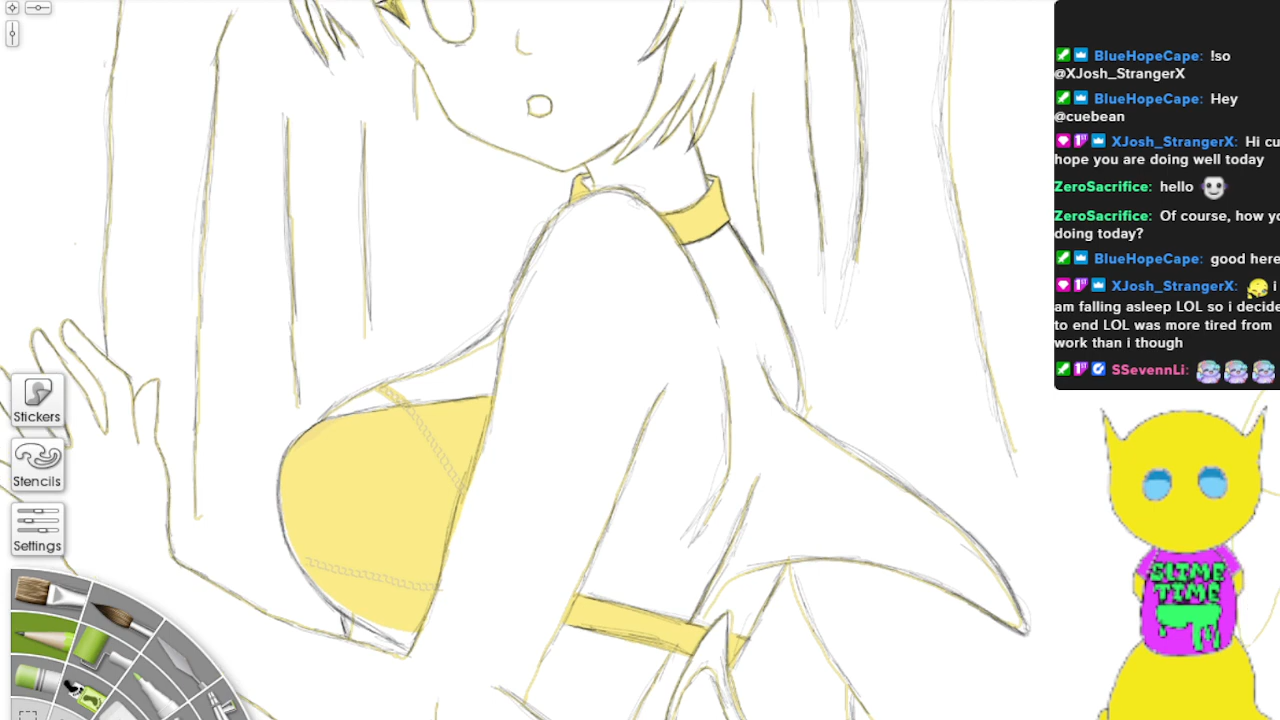 BlueHopeCape: !so
@XJosh_StrangerX
BlueHopeCape: Hey
@cuebean
XJosh_StrangerX: Hi cu
hope you are doing well today
ZeroSacrifice: hello
ZeroSacrifice: Of course, how yo
doing today?
BlueHopeCape: good here
XJosh_StrangerX: i
am falling asleep LOL so i decide
to end LOL was more tired from
work than i though
SSevennLi:
Stickers
Stencils
Settings
SLIME
TIME